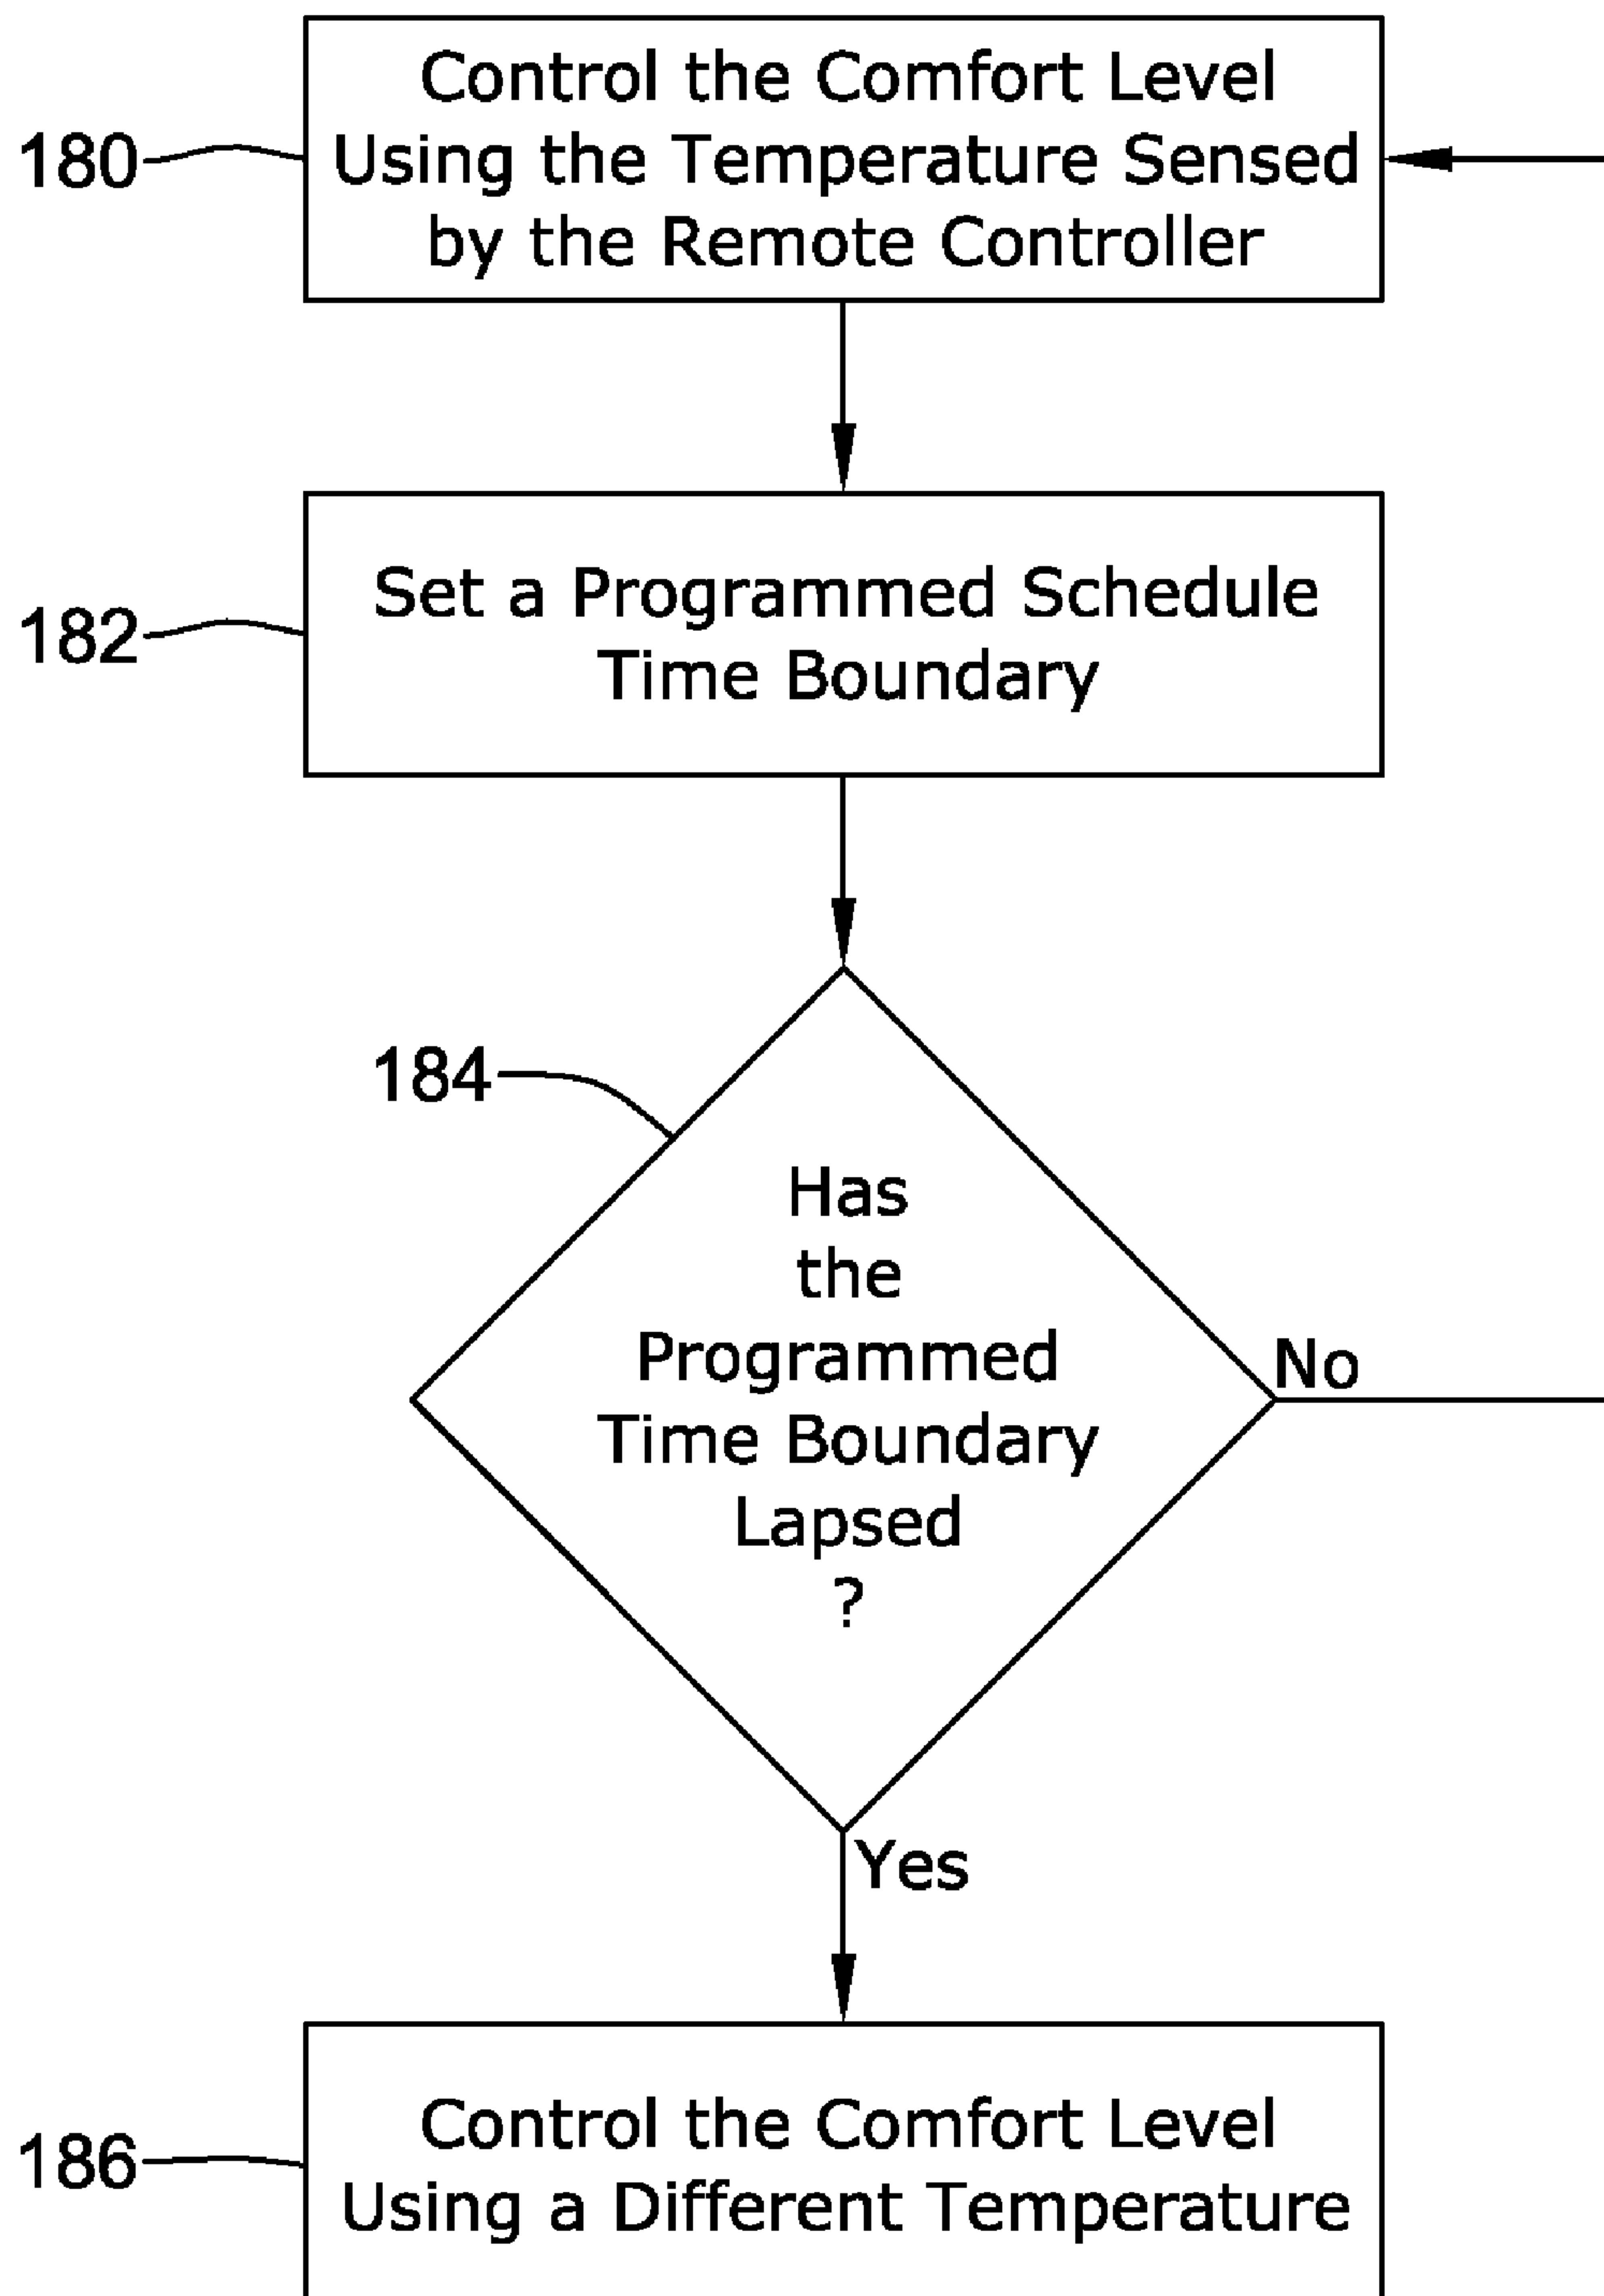 Control the Comfort Level
Using the Temperature Sensed
by the Remote Controller
180
Set a Programmed Schedule
Time Boundary
182
184
Has
the
Programmed
Time Boundary
Lapsed
?
No
Yes
Control the Comfort Level
Using a Different Temperature
186